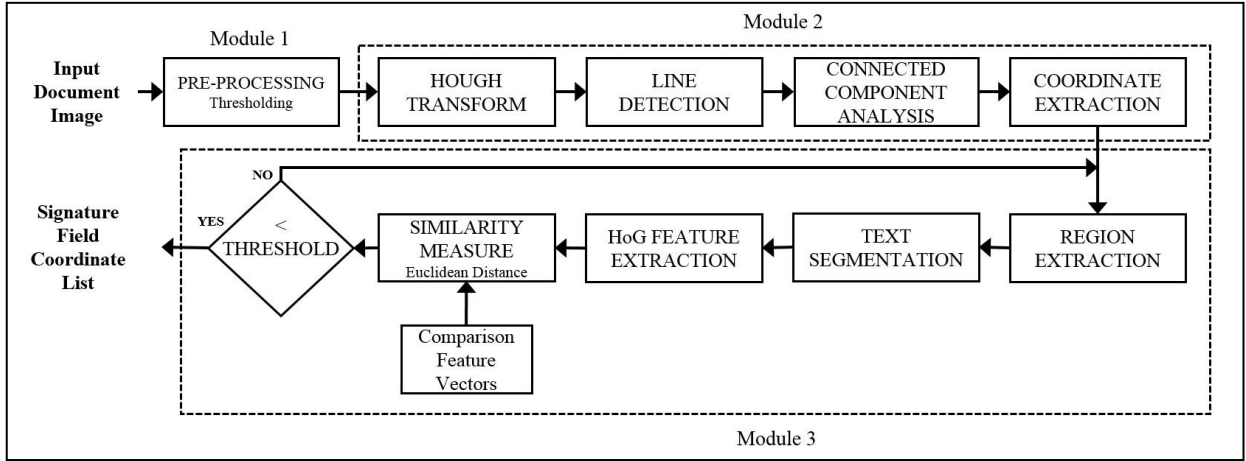 Module 2
Module 1
Input
Document
Image
PRE-PROCESSING
Thresholding
HOUGH
TRANSFORM
LINE
DETECTION
CONNECTED
COMPONENT
ANALYSIS
COORDINATE
EXTRACTION
NO
YES
Signature
Field
Coordinate
List
<
THRESHOLD
SIMILARITY
MEASURE
Euclidean Distance
HoG FEATURE
EXTRACTION
TEXT
SEGMENTATION
REGION
EXTRACTION
Comparison
Feature
Vectors
Module 3